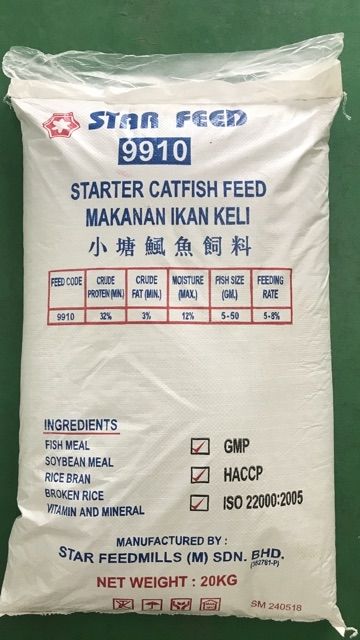 STAR FEED
9910
STARTER CATFISH FEED
MAKANAN IKAN KELI
小塘鲺魚飼料
FEED CODE CRUDE PROTEIN (MIN.) CRUDE FAT (MIN.) MOISTURE (MAX.) FISH SIZE (GM.) FEEDING RATE
9910 32% 3% 12% 5-50 5-8%
INGREDIENTS
FISH MEAL
SOYBEAN MEAL
RICE BRAN
BROKEN RICE
VITAMIN AND MINERAL
GMP
HACCP
ISO 22000:2005
MANUFACTURED BY :
STAR FEEDMILLS (M) SDN. BHD.
(362781-P)
NET WEIGHT : 20KG
SM 240518